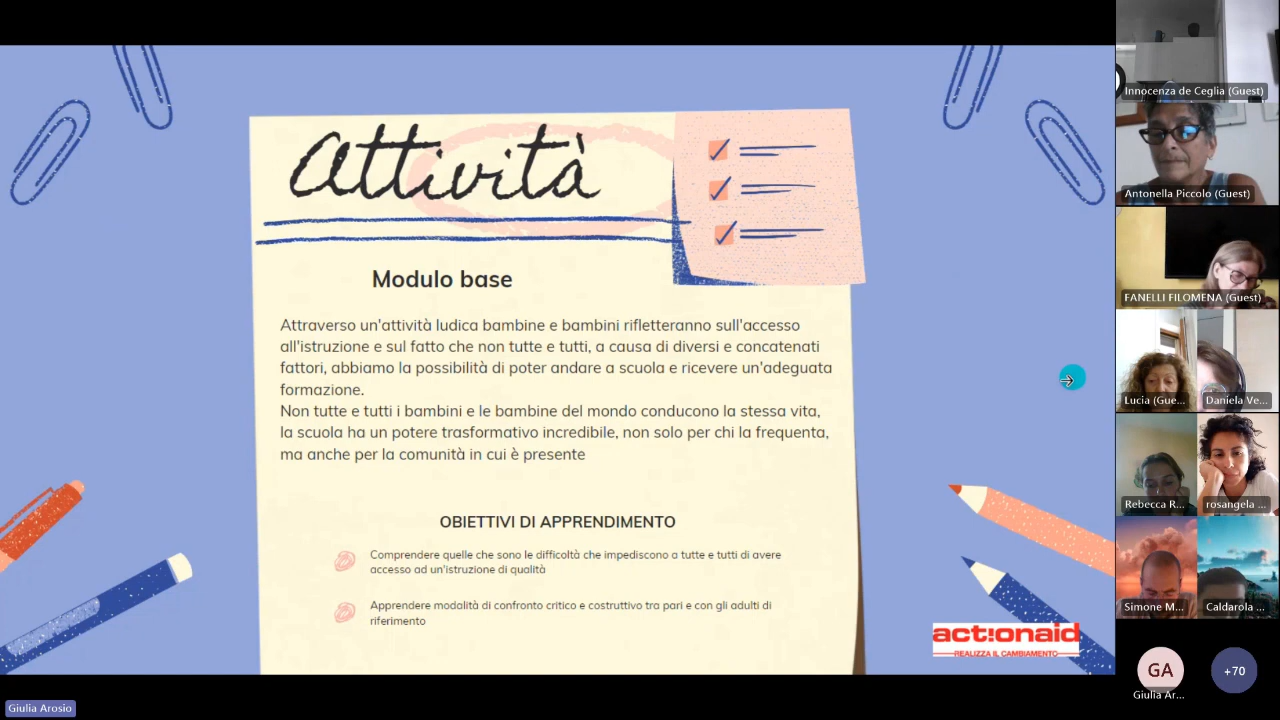 Attività
Modulo base
Attraverso un'attività ludica bambine e bambini rifletteranno sull'accesso
all'istruzione e sul fatto che non tutte e tutti, a causa di diversi e concatenati
fattori, abbiamo la possibilità di poter andare a scuola e ricevere un'adeguata
formazione.
Non tutte e tutti i bambini e le bambine del mondo conducono la stessa vita,
la scuola ha un potere trasformativo incredibile, non solo per chi la frequenta,
ma anche per la comunità in cui è presente
OBIETTIVI DI APPRENDIMENTO
Comprendere quelle che sono le difficoltà che impediscono a tutte e tutti di avere
accesso ad un'istruzione di qualità
Apprendere modalità di confronto critico e costruttivo tra pari e con gli adulti di
riferimento
act!onaid
REALIZZA IL CAMBIAMENTO
Giulia Arosio
Innocenza de Ceglia (Guest)
Antonella Piccolo (Guest)
FANELLI FILOMENA (Guest)
Lucia (Gue...
Daniela Ve...
Rebecca R...
rosangela ...
Simone M...
Caldarola ...
GA
Giulia Ar...
+70